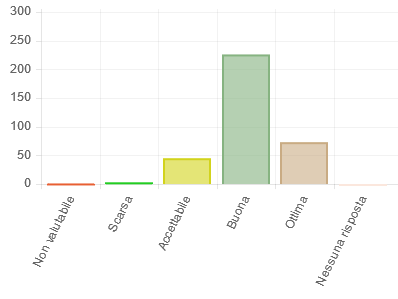 300
250
200
150
100
50
0
Non valutabile
Scarsa
Accettabile
Buona
Ottima
Nessuna risposta